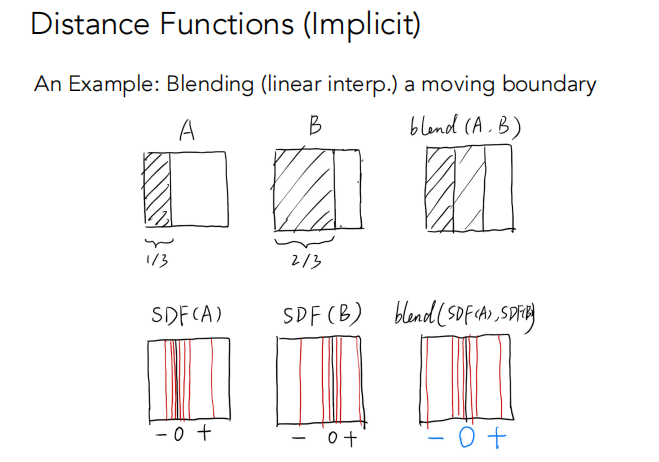 Distance Functions (Implicit)
An Example: Blending (linear interp.) a moving boundary
A B blend (A, B)
1/3 2/3
SDF(A) SDF(B) blend(SDF(A), SDF(B))
- 0 + - 0 + - 0 +